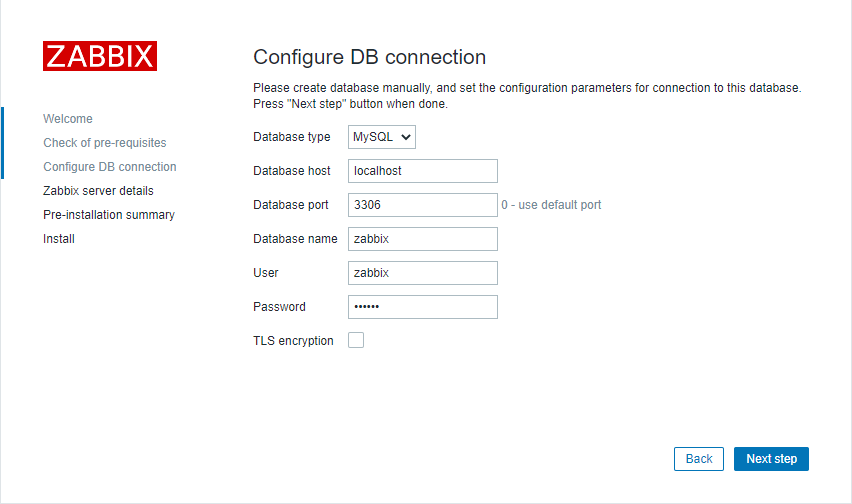 ZABBIX
Welcome
Check of pre-requisites
Configure DB connection
Zabbix server details
Pre-installation summary
Install
Configure DB connection
Please create database manually, and set the configuration parameters for connection to this database.
Press "Next step" button when done.
Database type MySQL
Database host localhost
Database port 3306 0 - use default port
Database name zabbix
User zabbix
Password ••••••
TLS encryption
Back Next step